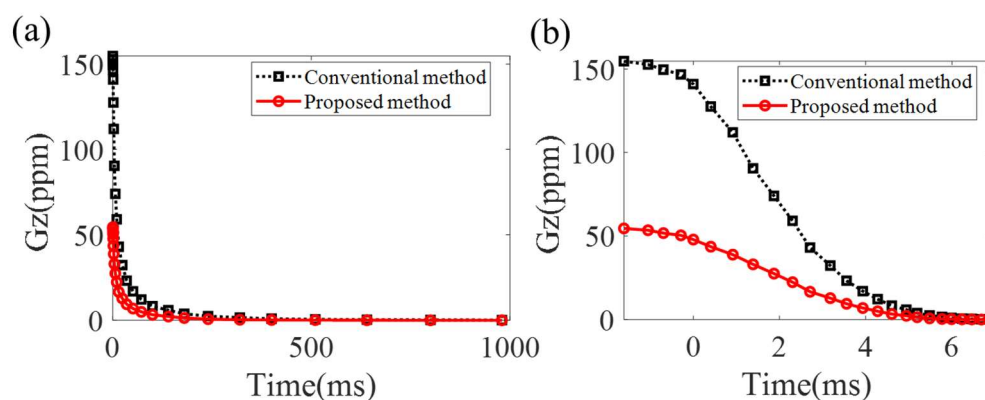 (a)
150
100
50
0
Gz(ppm)
Conventional method
Proposed method
0
500
1000
Time(ms)
(b)
150
100
50
0
Gz(ppm)
Conventional method
Proposed method
0
2
4
6
Time(ms)